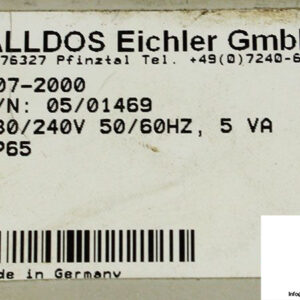 ALLDOS Eichler Gmb
76327 Pfinztal Tel. +49(0)7240-6
07-2000
/N: 05/01469
30/240V 50/60HZ, 5 VA
P65
de in Germany